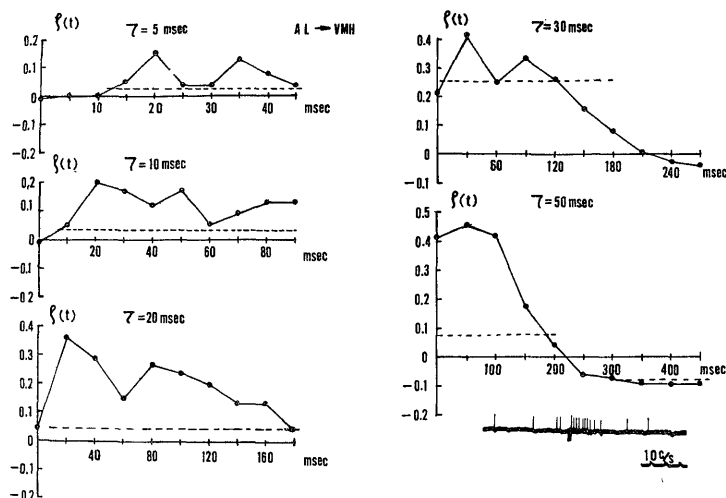 ρ(t) τ = 5 msec AL → VMH
0.2
0.1
0
10 20 30 40
msec
−0.1
0.2
ρ(t) τ = 10 msec
0.2
0.1
0
20 40 60 80
msec
−0.1
−0.2
ρ(t) τ = 20 msec
0.4
0.3
0.2
0.1
0
40 80 120 160
msec
−0.1
ρ(t) τ = 30 msec
0.4
0.3
0.2
0.1
0
60 120 180 240
msec
−0.1
ρ(t) τ = 50 msec
0.5
0.4
0.3
0.2
0.1
0
100 200 300 400 msec
−0.1
−0.2
10 c/s